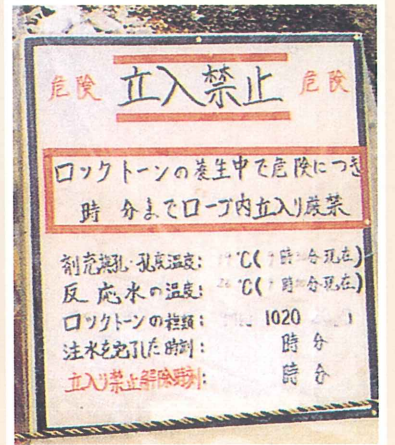 危険 立入禁止 危険
ロックトーンの養生中で危険につき
時 分までロープ内立入り厳禁
削孔・孔底温度: ℃( 時 分現在)
反応水の温度: ℃( 時 分現在)
ロックトーンの種類: 1020
注水を完了した時刻: 時 分
立入り禁止解除時刻: 時 分